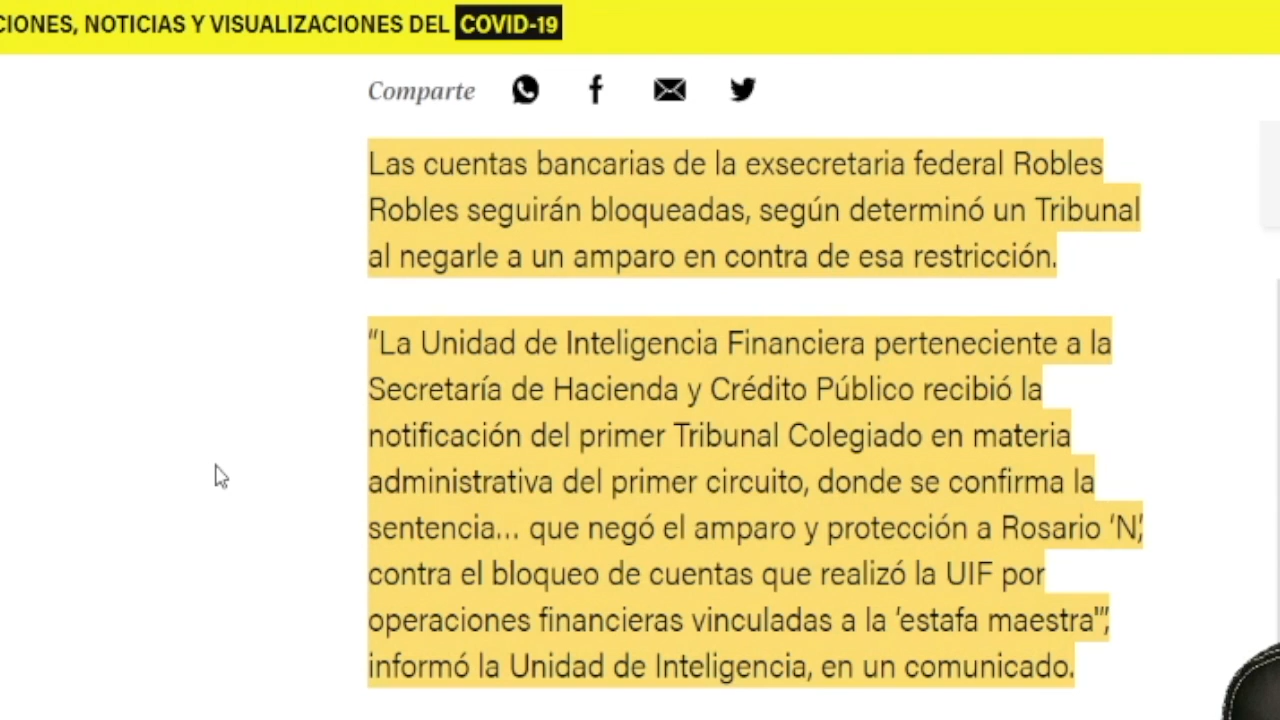 CIONES, NOTICIAS Y VISUALIZACIONES DEL COVID-19
Comparte
Las cuentas bancarias de la exsecretaria federal Robles
Robles seguirán bloqueadas, según determinó un Tribunal
al negarle a un amparo en contra de esa restricción.
“La Unidad de Inteligencia Financiera perteneciente a la
Secretaría de Hacienda y Crédito Público recibió la
notificación del primer Tribunal Colegiado en materia
administrativa del primer circuito, donde se confirma la
sentencia… que negó el amparo y protección a Rosario ‘N’,
contra el bloqueo de cuentas que realizó la UIF por
operaciones financieras vinculadas a la ‘estafa maestra’”,
informó la Unidad de Inteligencia, en un comunicado.